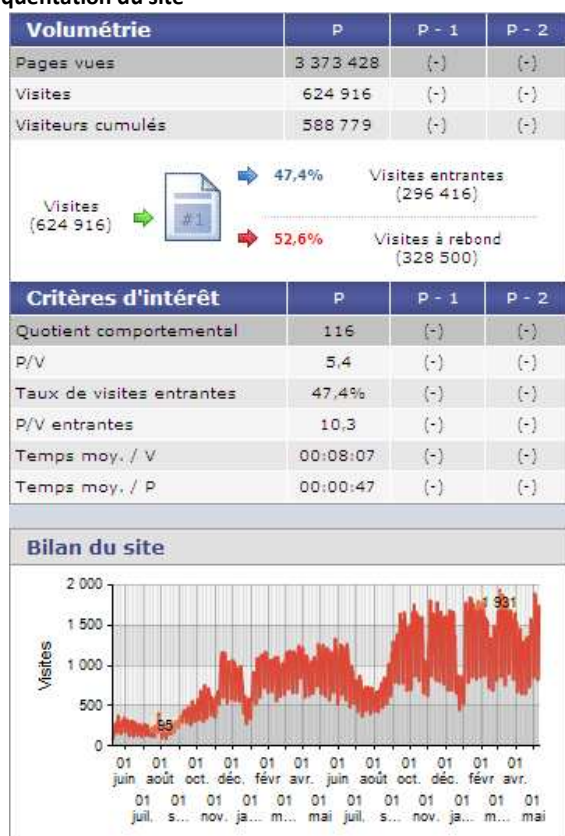 quentation du site
Volumétrie P P - 1 P - 2
Pages vues 3 373 428 (-) (-)
Visites 624 916 (-) (-)
Visiteurs cumulés 588 779 (-) (-)
Visites (624 916)
#1
47,4% Visites entrantes (296 416)
52,6% Visites à rebond (328 500)
Critères d'intérêt P P - 1 P - 2
Quotient comportemental 116 (-) (-)
P/V 5,4 (-) (-)
Taux de visites entrantes 47,4% (-) (-)
P/V entrantes 10,3 (-) (-)
Temps moy. / V 00:08:07 (-) (-)
Temps moy. / P 00:00:47 (-) (-)
Bilan du site
Visites
2 000
1 500
1 000
500
0
1 931
95
01 01 01 01 01 01 01 01 01 01 01 01
juin août oct. déc. févr avr. juin août oct. déc. févr avr.
01 01 01 01 01 01 01 01 01 01 01 01
juil. s... nov. ja... m... mai juil. s... nov. ja... m... mai